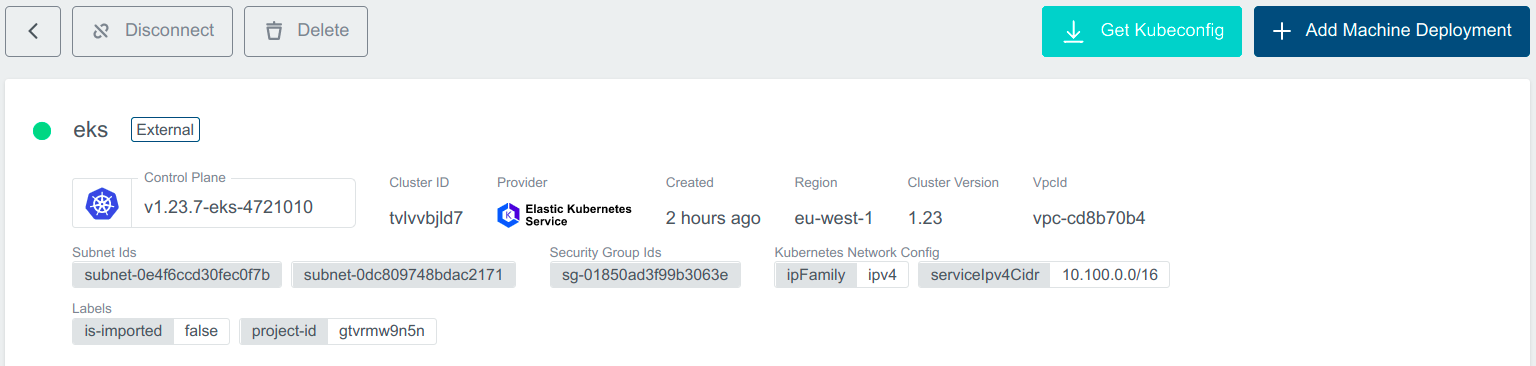 Disconnect Delete Get Kubeconfig Add Machine Deployment
eks External
Control Plane
v1.23.7-eks-4721010
Cluster ID Provider Created Region Cluster Version VpcId
tvlvvbjld7 Elastic Kubernetes Service 2 hours ago eu-west-1 1.23 vpc-cd8b70b4
Subnet Ids Security Group Ids Kubernetes Network Config
subnet-0e4f6ccd30fec0f7b subnet-0dc809748bdac2171 sg-01850ad3f99b3063e ipFamily ipv4 serviceIpv4Cidr 10.100.0.0/16
Labels
is-imported false project-id gtvrmw9n5n